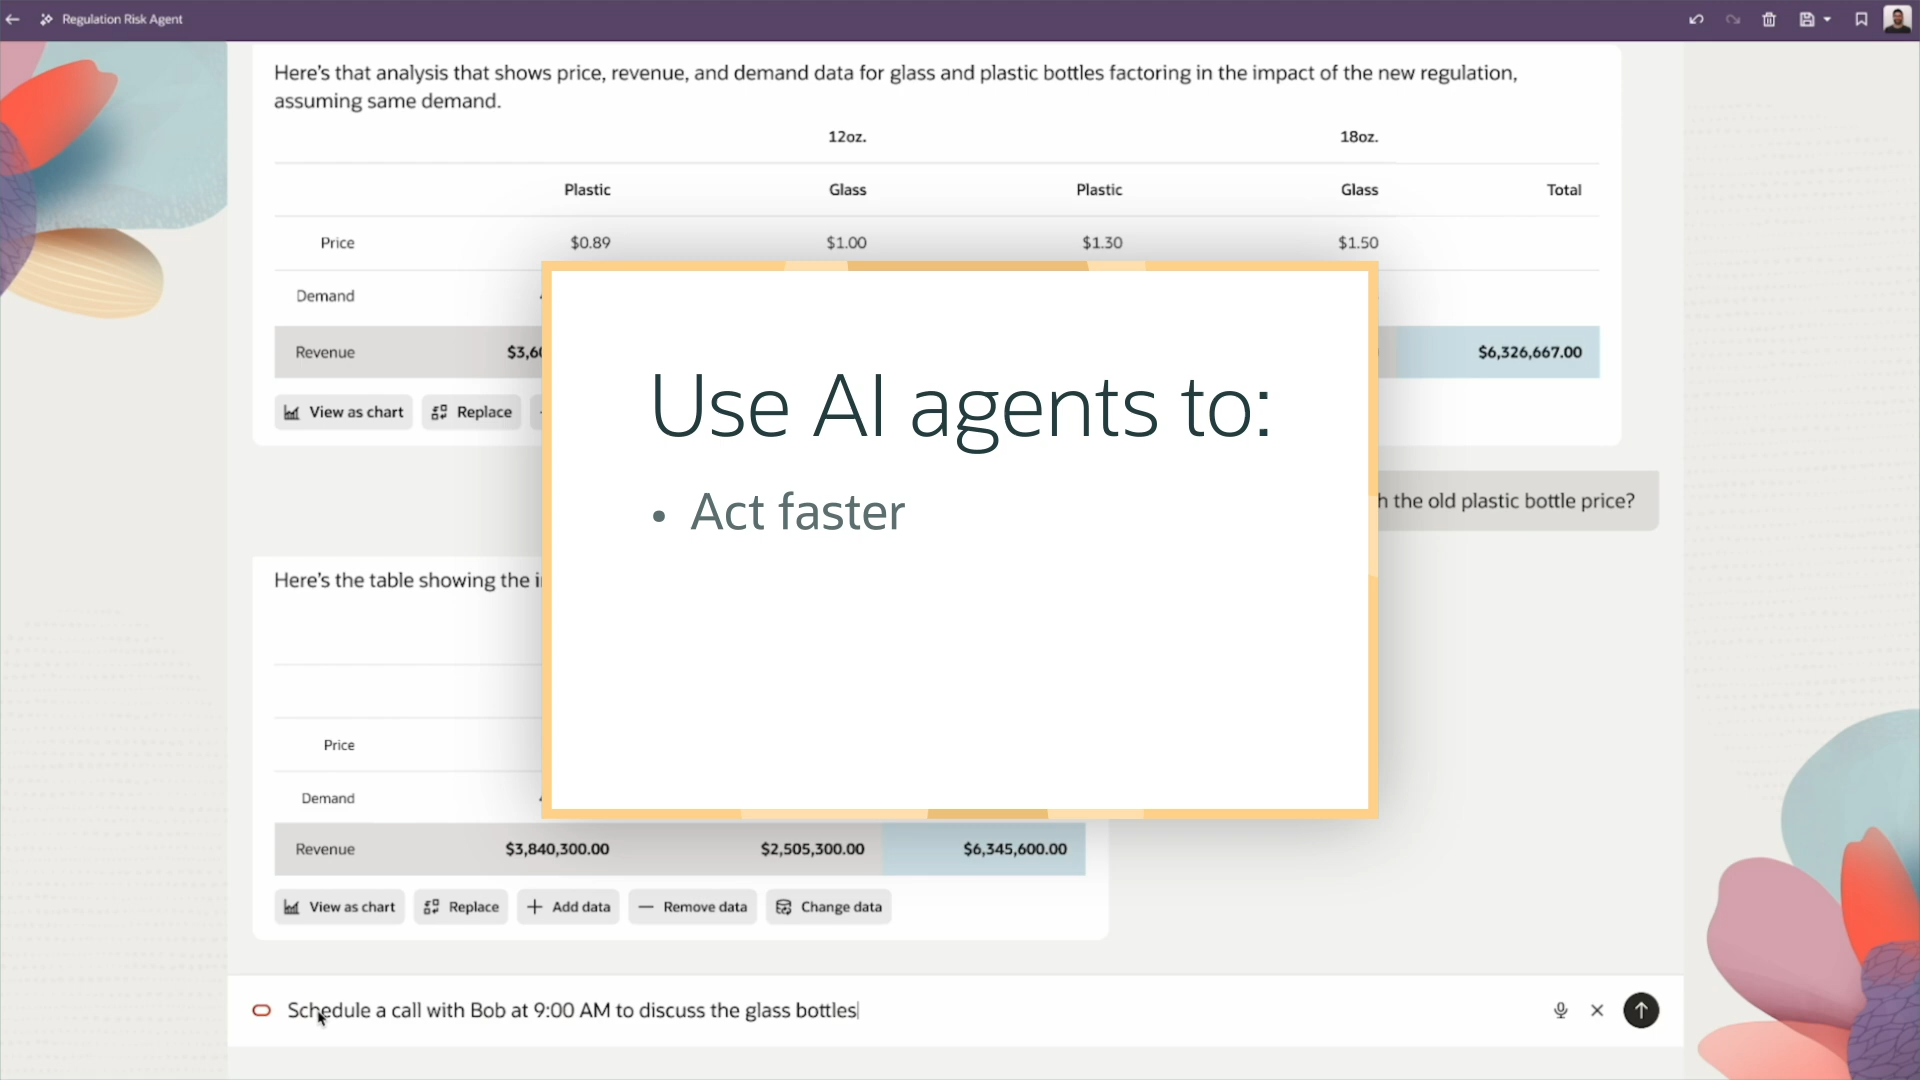 Regulation Risk Agent
Here's that analysis that shows price, revenue, and demand data for glass and plastic bottles factoring in the impact of the new regulation,
assuming same demand.
12oz. 18oz.
Plastic Glass Plastic Glass Total
Price $0.89 $1.00 $1.30 $1.50
Demand
Revenue $3,6 $6,326,667.00
View as chart Replace
Use AI agents to:
• Act faster
h the old plastic bottle price?
Here's the table showing the
Price
Demand
Revenue $3,840,300.00 $2,505,300.00 $6,345,600.00
View as chart Replace Add data Remove data Change data
Schedule a call with Bob at 9:00 AM to discuss the glass bottles